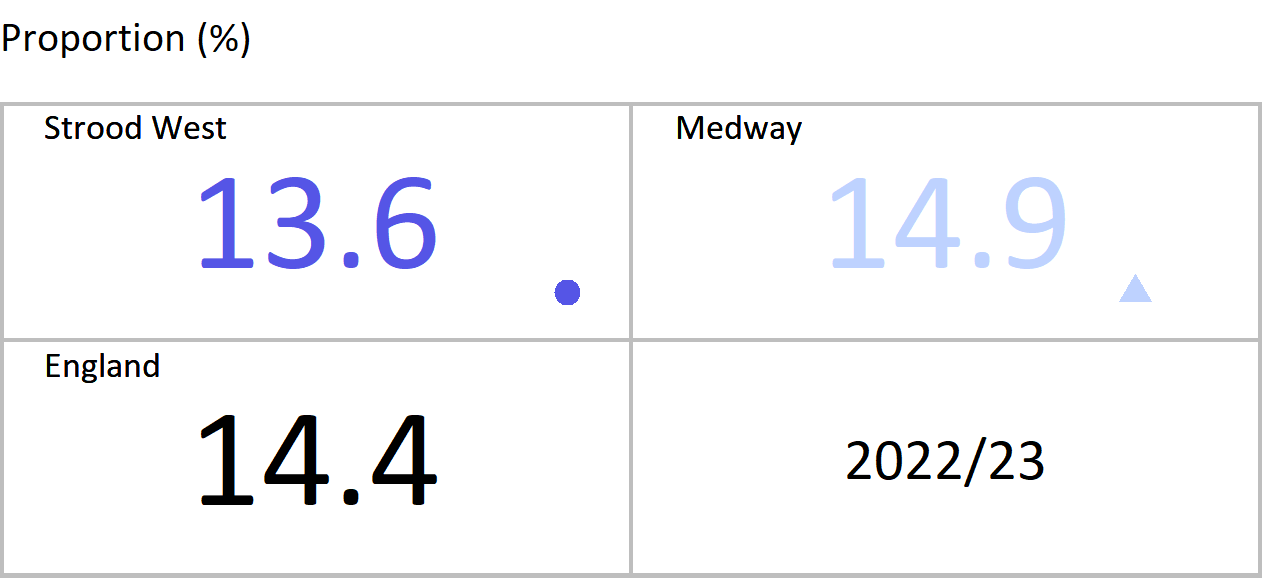 Proportion (%)
Strood West
13.6
Medway
14.9
England
14.4
2022/23